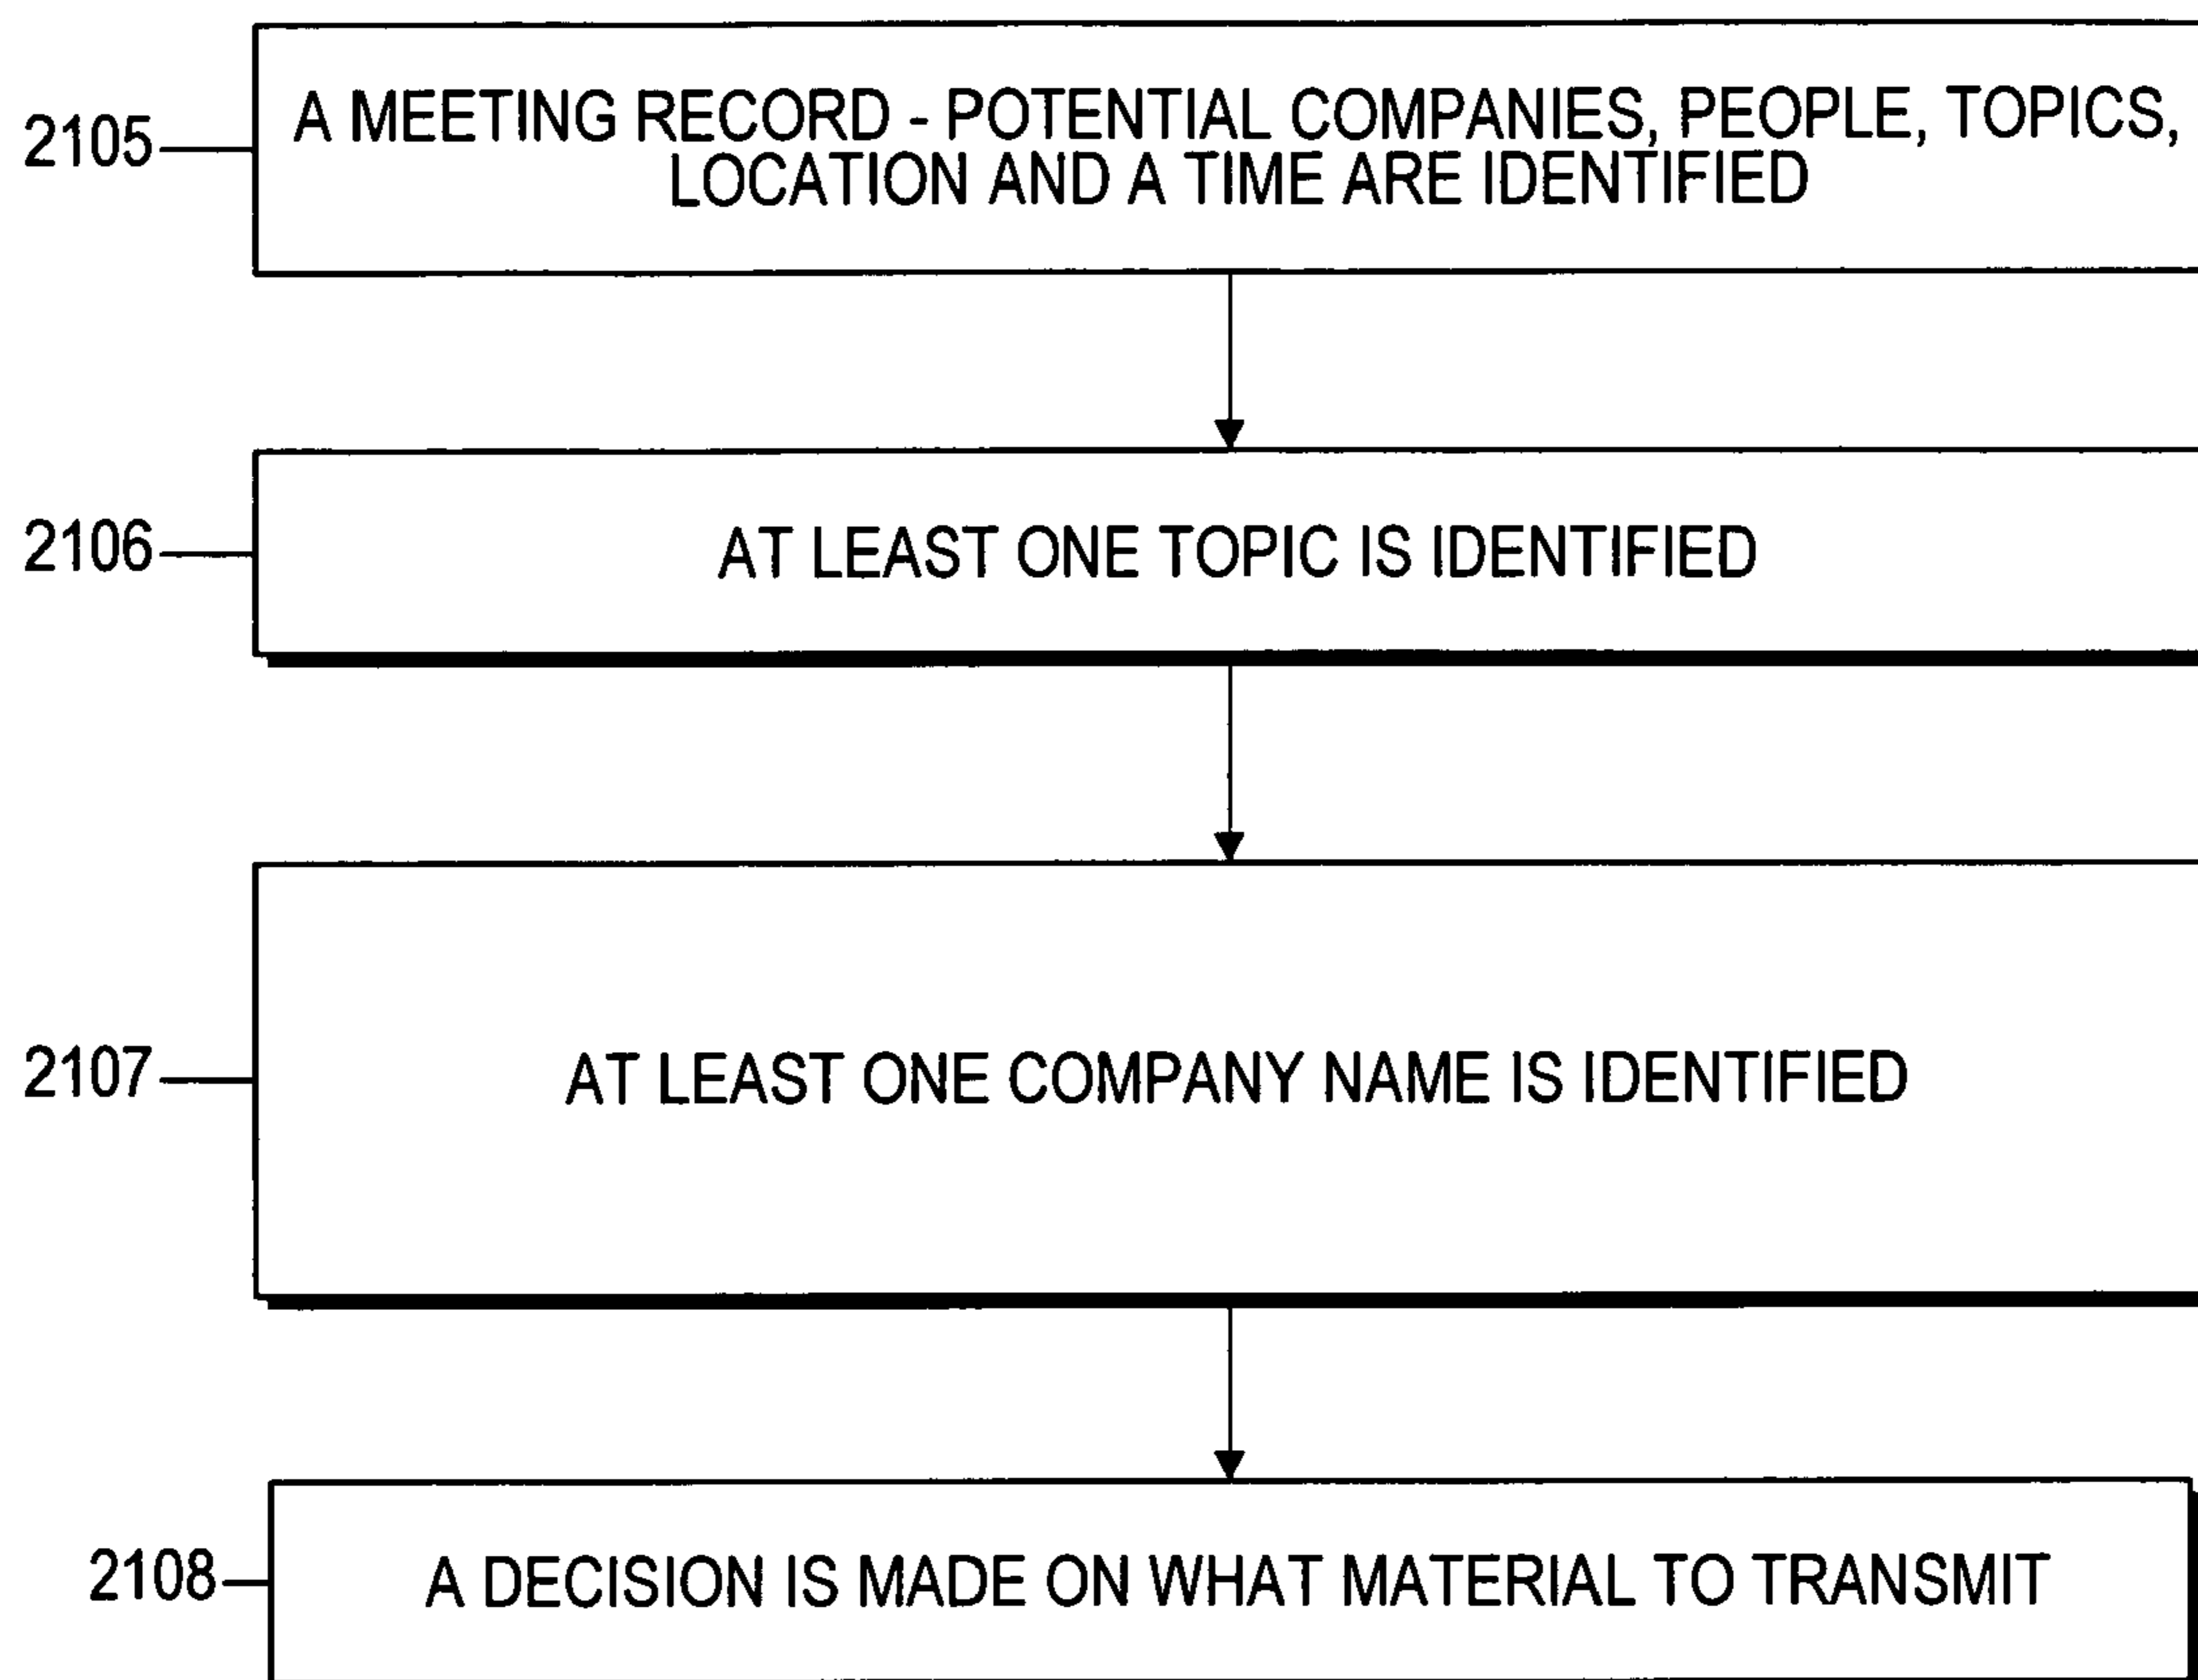 2105
A MEETING RECORD - POTENTIAL COMPANIES, PEOPLE, TOPICS,
LOCATION AND A TIME ARE IDENTIFIED
2106
AT LEAST ONE TOPIC IS IDENTIFIED
2107
AT LEAST ONE COMPANY NAME IS IDENTIFIED
2108
A DECISION IS MADE ON WHAT MATERIAL TO TRANSMIT